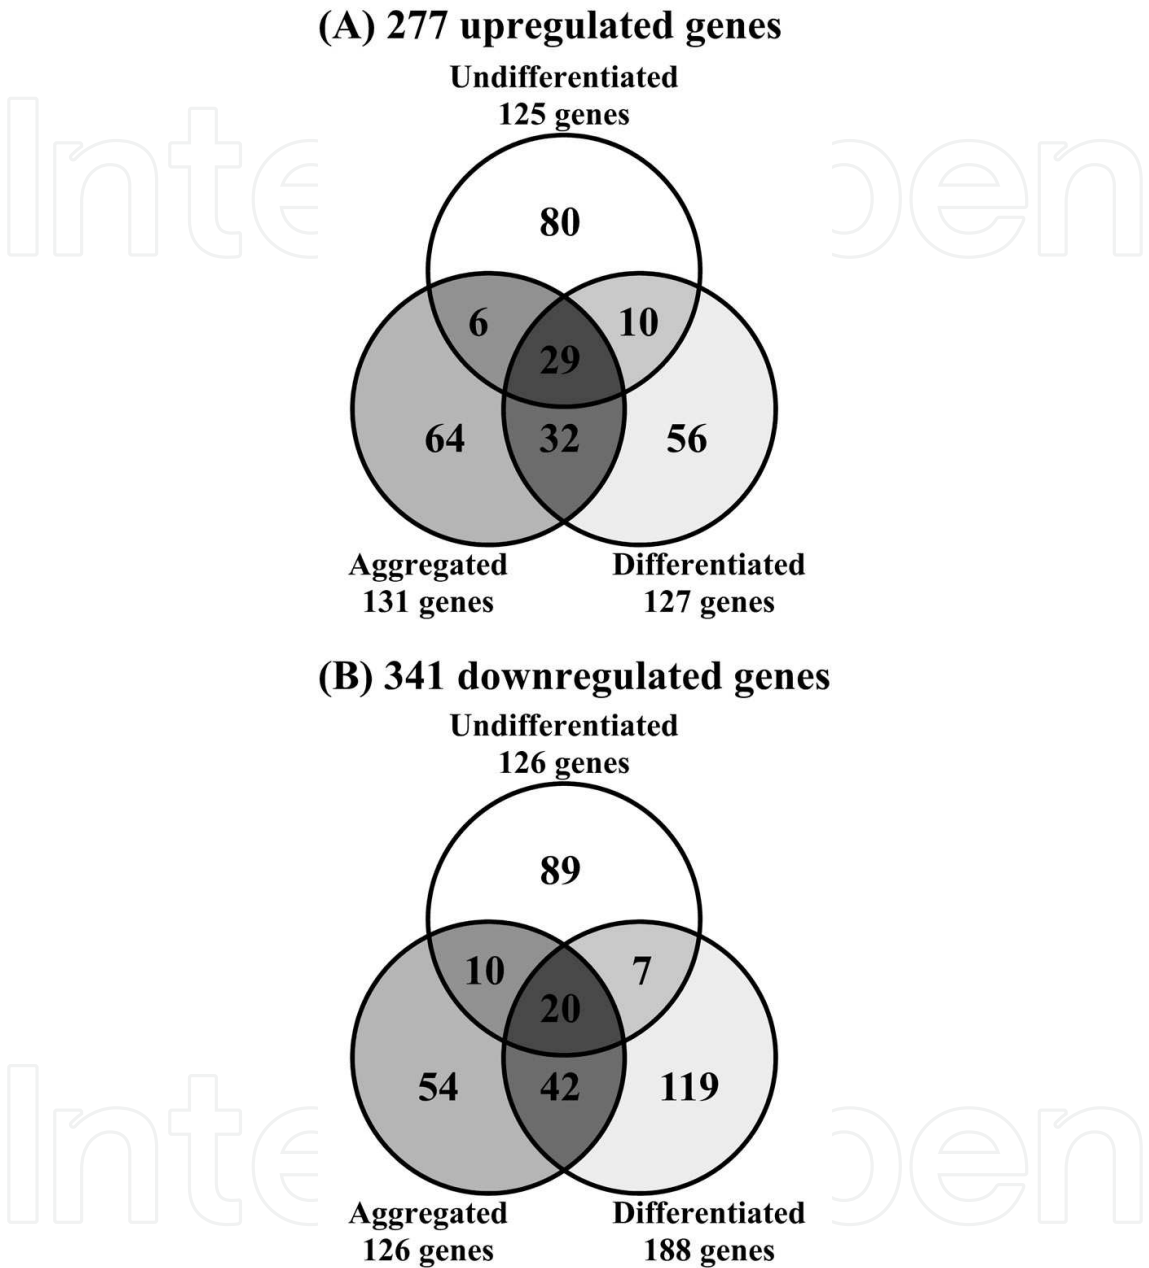 (A) 277 upregulated genes
Undifferentiated
125 genes
80
6
10
29
64
32
56
Aggregated
131 genes
Differentiated
127 genes
(B) 341 downregulated genes
Undifferentiated
126 genes
89
10
7
20
54
42
119
Aggregated
126 genes
Differentiated
188 genes